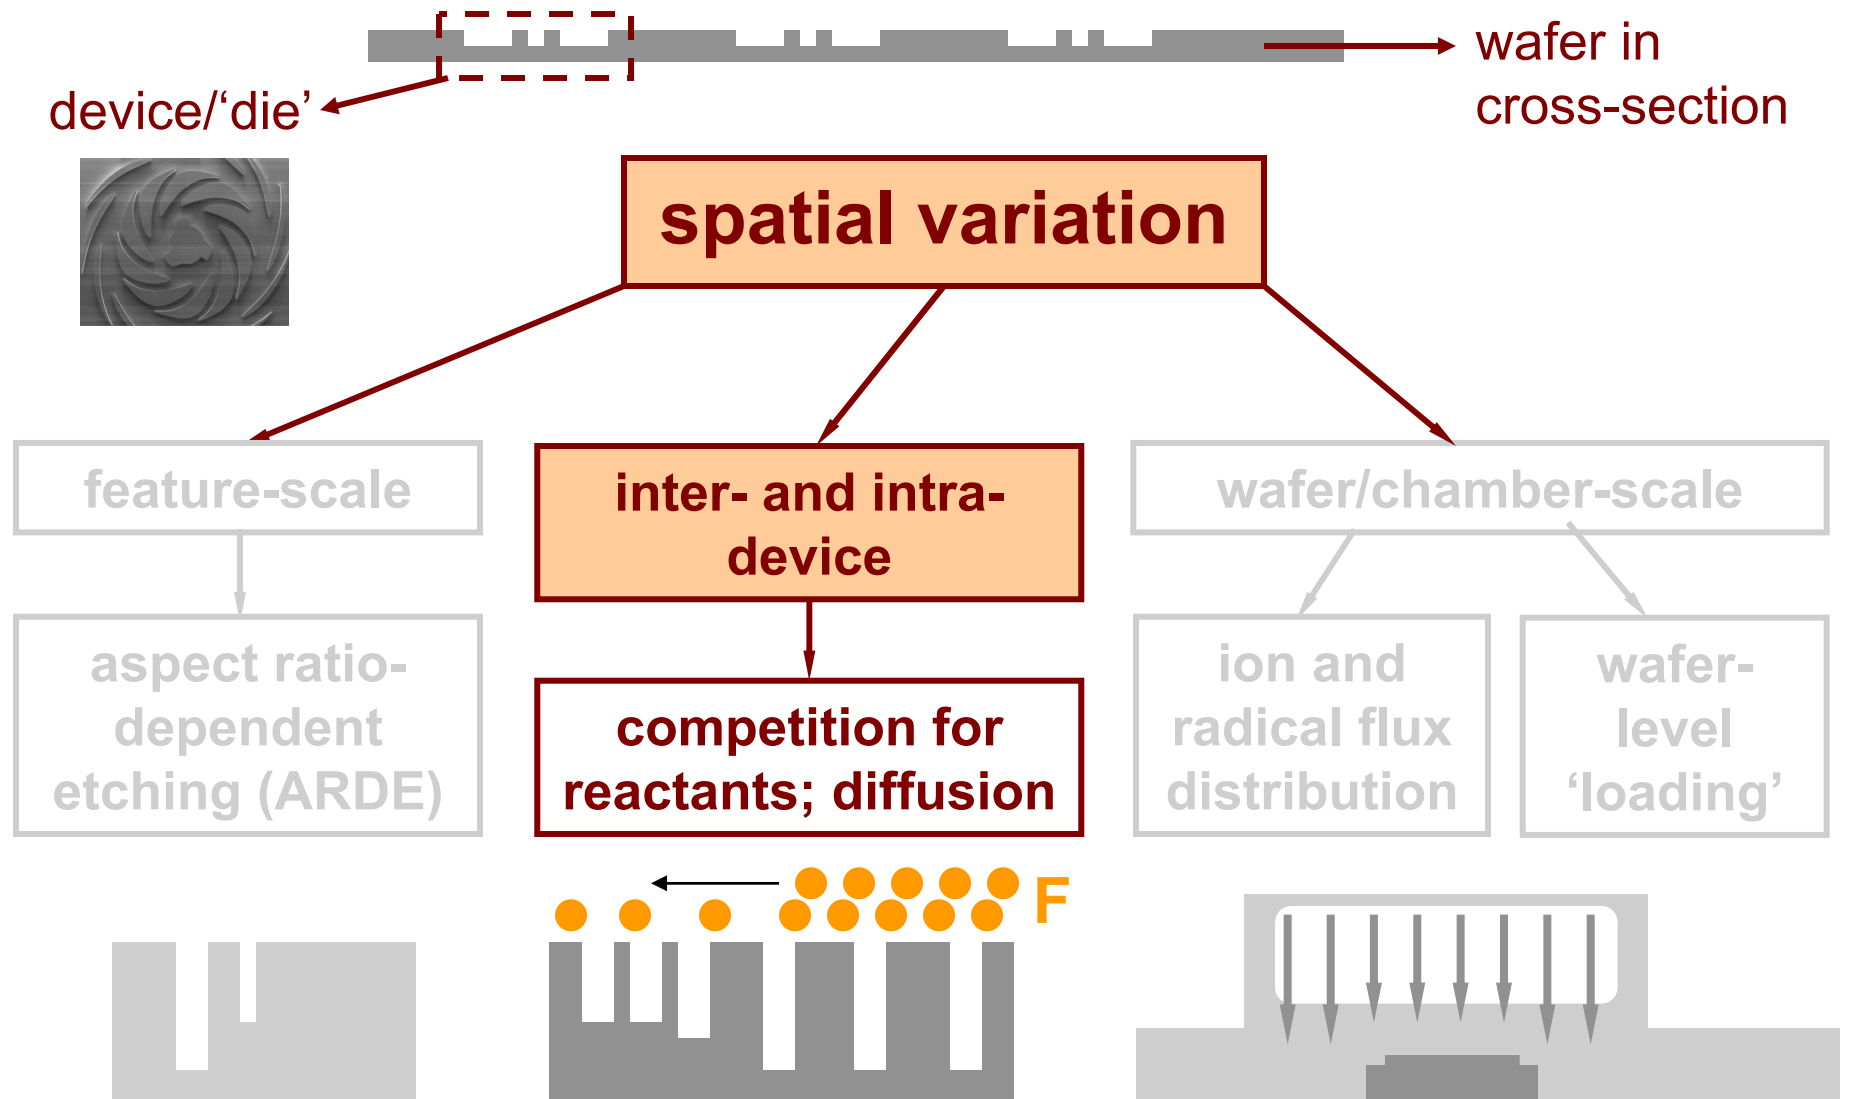 wafer in
cross-section
device/‘die’
spatial variation
feature-scale
inter- and intra-
device
wafer/chamber-scale
aspect ratio-
dependent
etching (ARDE)
competition for
reactants; diffusion
ion and
radical flux
distribution
wafer-
level
‘loading’
F